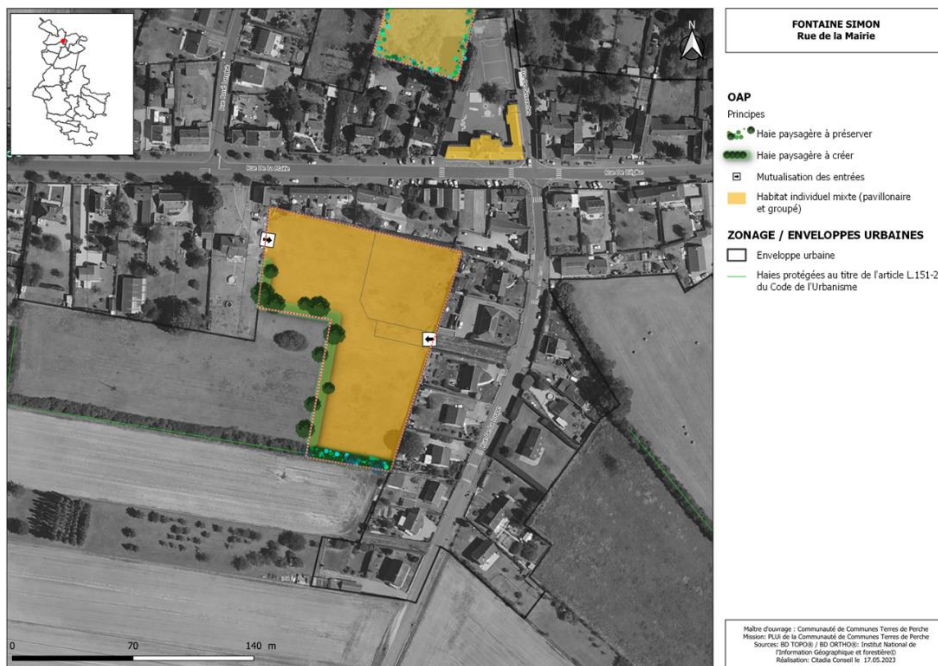 FONTAINE SIMON
Rue de la Mairie
N
OAP
Principes
Haie paysagère à préserver
Haie paysagère à créer
Mutualisation des entrées
Habitat individuel mixte (pavillonaire
et groupé)
ZONAGE / ENVELOPPES URBAINES
Enveloppe urbaine
Haies protégées au titre de l'article L.151-2
du Code de l'Urbanisme
Rue De La Mairie
0 70 140 m
Maître d'ouvrage : Communauté de Communes Terres de Perche
Mission: PLUi de la Communauté de Communes Terres de Perche
Sources: BD TOPO® / BD ORTHO®: Institut National de
l'Information Géographique et forestière©
Réalisation: Citadia Conseil le 17.05.2023